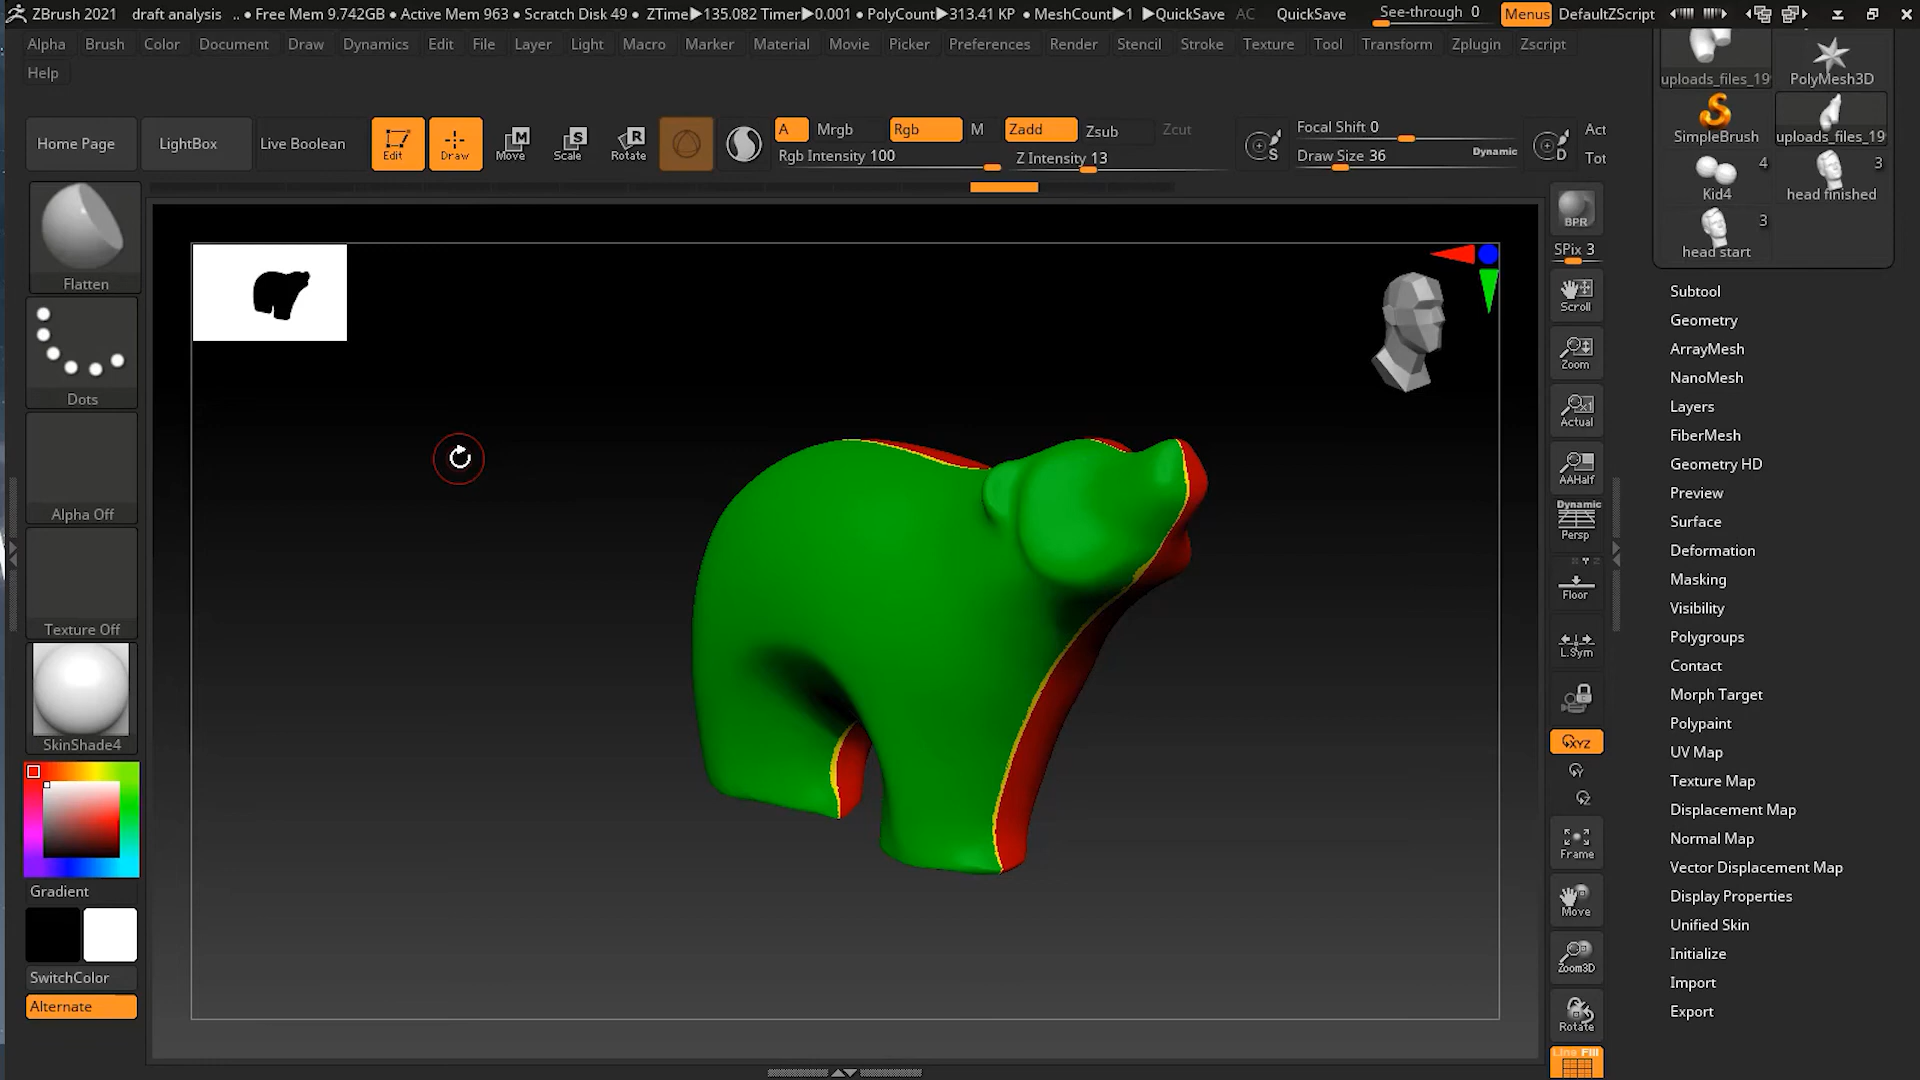 ZBrush 2021 draft analysis .. • Free Mem 9.742GB • Active Mem 963 • Scratch Disk 49 • ZTime▶135.082 Timer▶0.001 • PolyCount▶313.41 KP • MeshCount▶1 ▶QuickSave AC QuickSave See-through 0 Menus DefaultZScript
Alpha Brush Color Document Draw Dynamics Edit File Layer Light Macro Marker Material Movie Picker Preferences Render Stencil Stroke Texture Tool Transform Zplugin Zscript
Help
Home Page LightBox Live Boolean Edit Draw Move Scale Rotate
A Mrgb Rgb M Zadd Zsub Zcut
Rgb Intensity 100 Z Intensity 13
Focal Shift 0
Draw Size 36 Dynamic
S
D
Act
Tot
M
S
R
Flatten
Dots
Alpha Off
Texture Off
SkinShade4
Gradient
SwitchColor
Alternate
BPR
SPix 3
Scroll
Zoom
Actual
AAHalf
Dynamic
Persp
Floor
L.Sym
XYZ
Y
Z
Frame
Move
Zoom3D
Rotate
Line Fill
uploads_files_19 PolyMesh3D
SimpleBrush uploads_files_19
4 3
Kid4 head finished
3
head start
Subtool
Geometry
ArrayMesh
NanoMesh
Layers
FiberMesh
Geometry HD
Preview
Surface
Deformation
Masking
Visibility
Polygroups
Contact
Morph Target
Polypaint
UV Map
Texture Map
Displacement Map
Normal Map
Vector Displacement Map
Display Properties
Unified Skin
Initialize
Import
Export